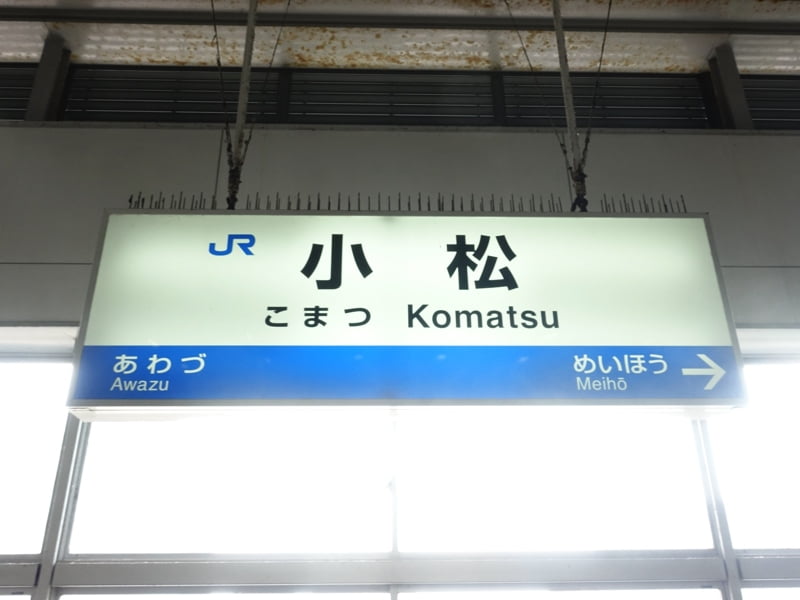 JR 小松
こまつ Komatsu
あわづ めいほう →
Awazu Meihō